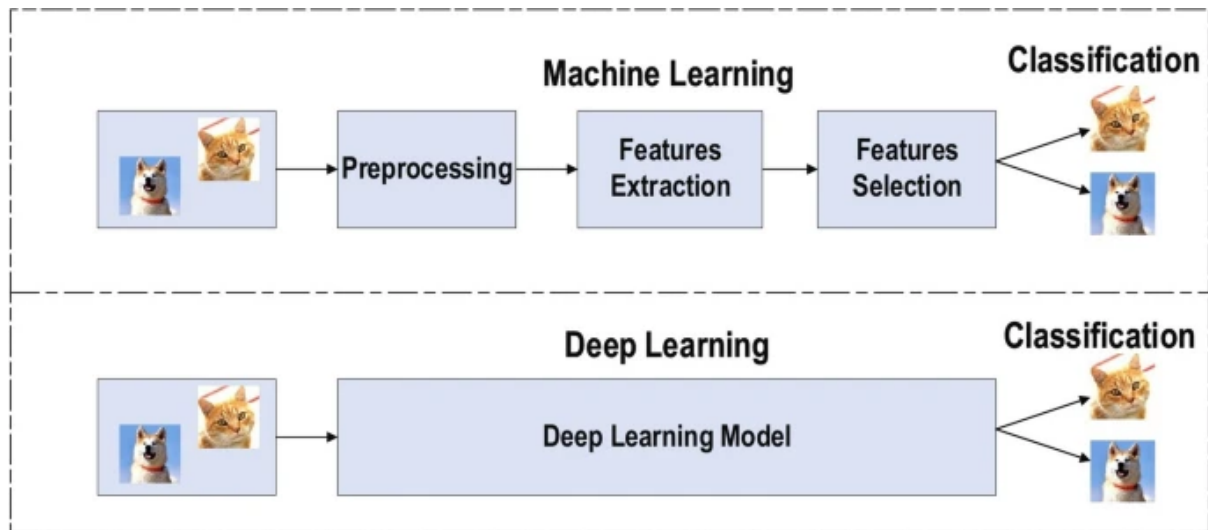 Machine Learning
Classification
Preprocessing
Features
Extraction
Features
Selection
Deep Learning
Classification
Deep Learning Model